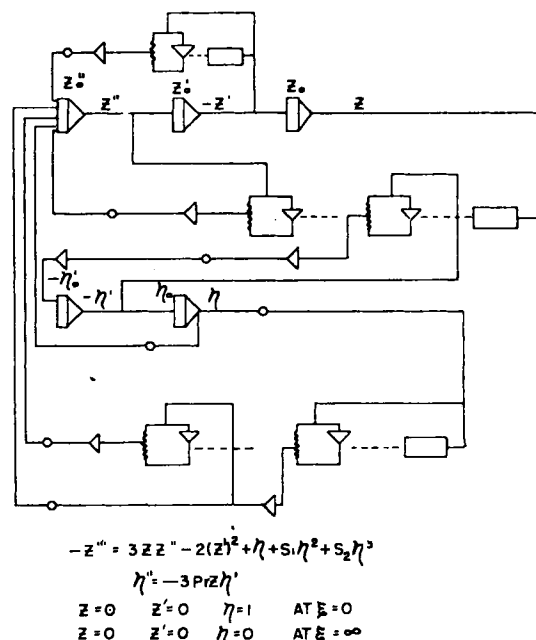 Z₀" Z" Z₀' -Z' Z₀ Z
-η₀' -η' η₀ η
-Z''' = 3ZZ" - 2(Z')² + η + S₁η² + S₂η³
η" = -3PrZη'
Z=0 Z'=0 η=1 AT ξ=0
Z=0 Z'=0 η=0 AT ξ=∞